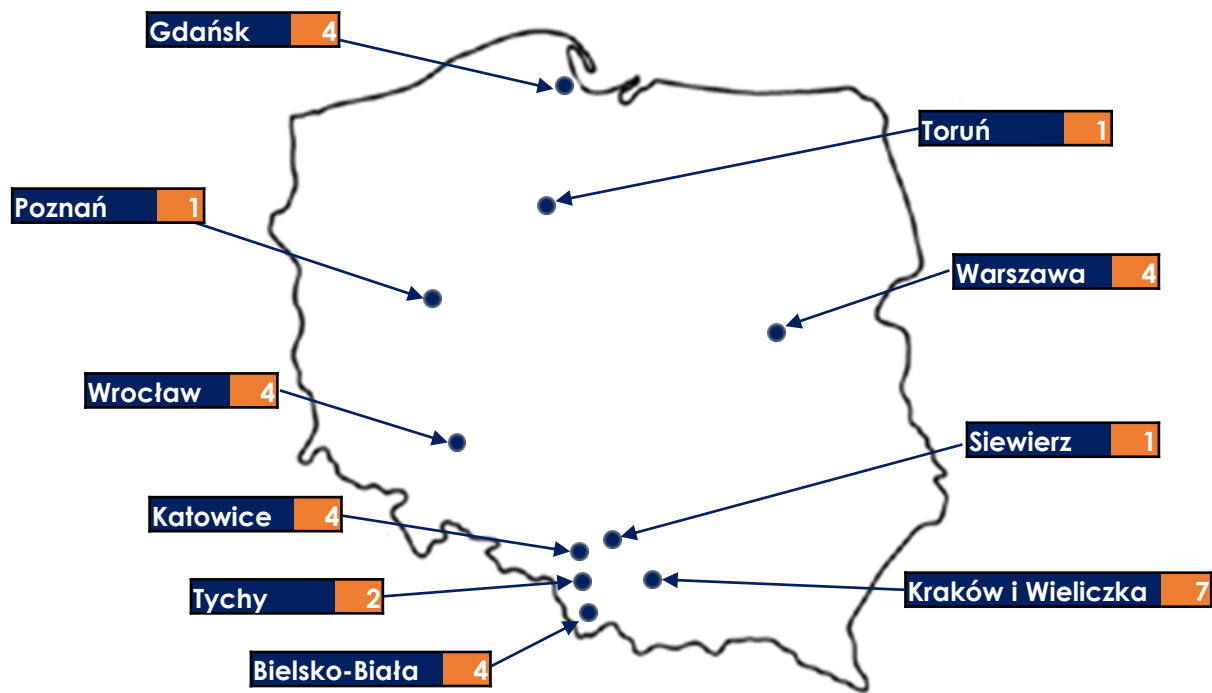 Gdańsk 4
Toruń 1
Poznań 1
Warszawa 4
Wrocław 4
Siewierz 1
Katowice 4
Tychy 2
Kraków i Wieliczka 7
Bielsko-Biała 4